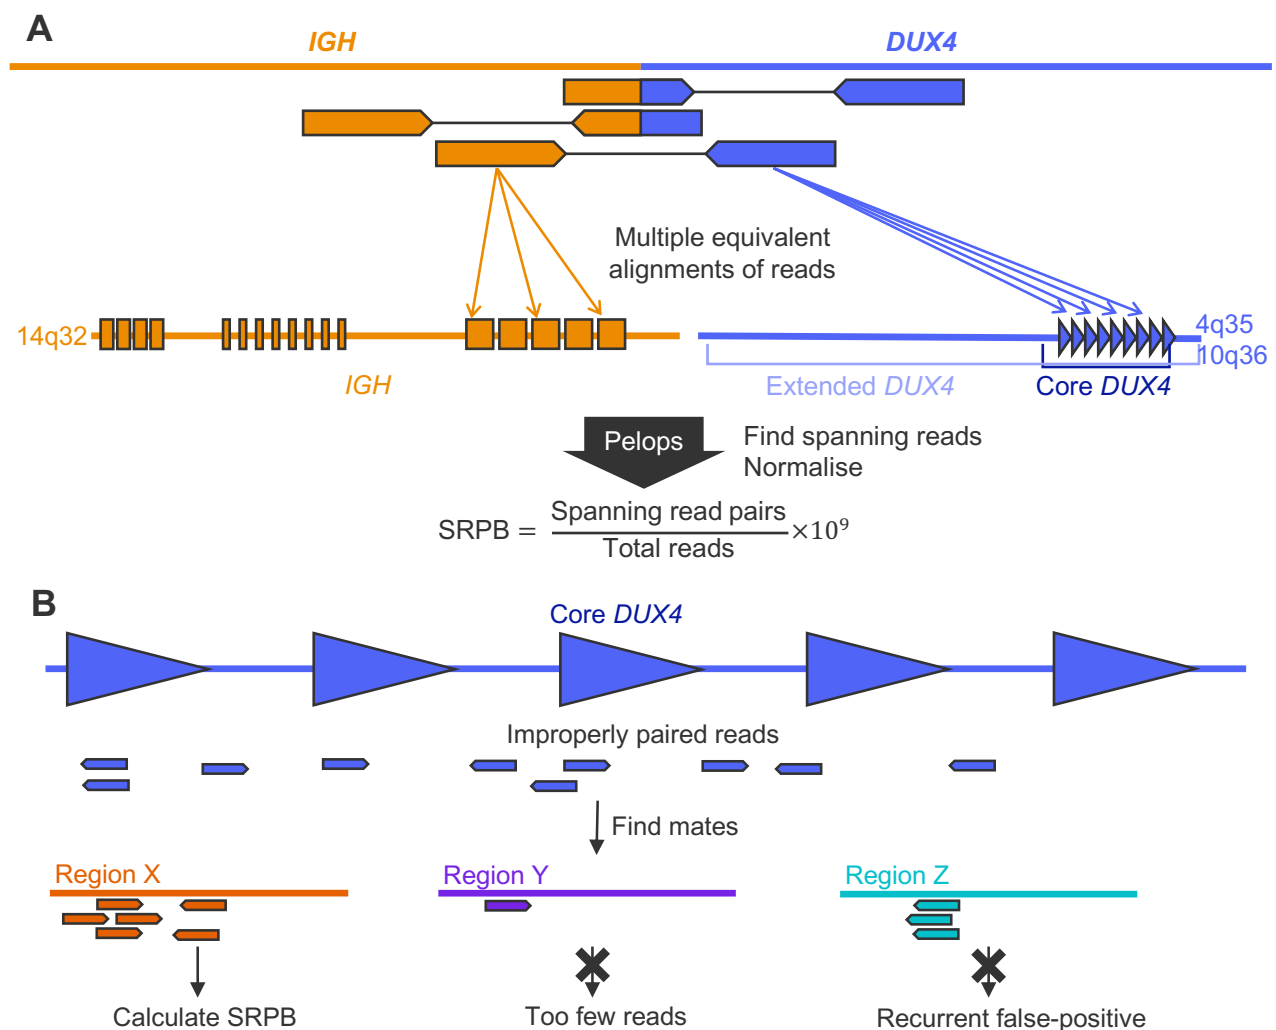 A
IGH
DUX4
Multiple equivalent
alignments of reads
14q32
4q35
10q36
IGH
Extended DUX4
Core DUX4
Pelops
Find spanning reads
Normalise
SRPB = Spanning read pairs / Total reads ×10⁹
B
Core DUX4
Improperly paired reads
Find mates
Region X
Region Y
Region Z
Calculate SRPB
Too few reads
Recurrent false-positive